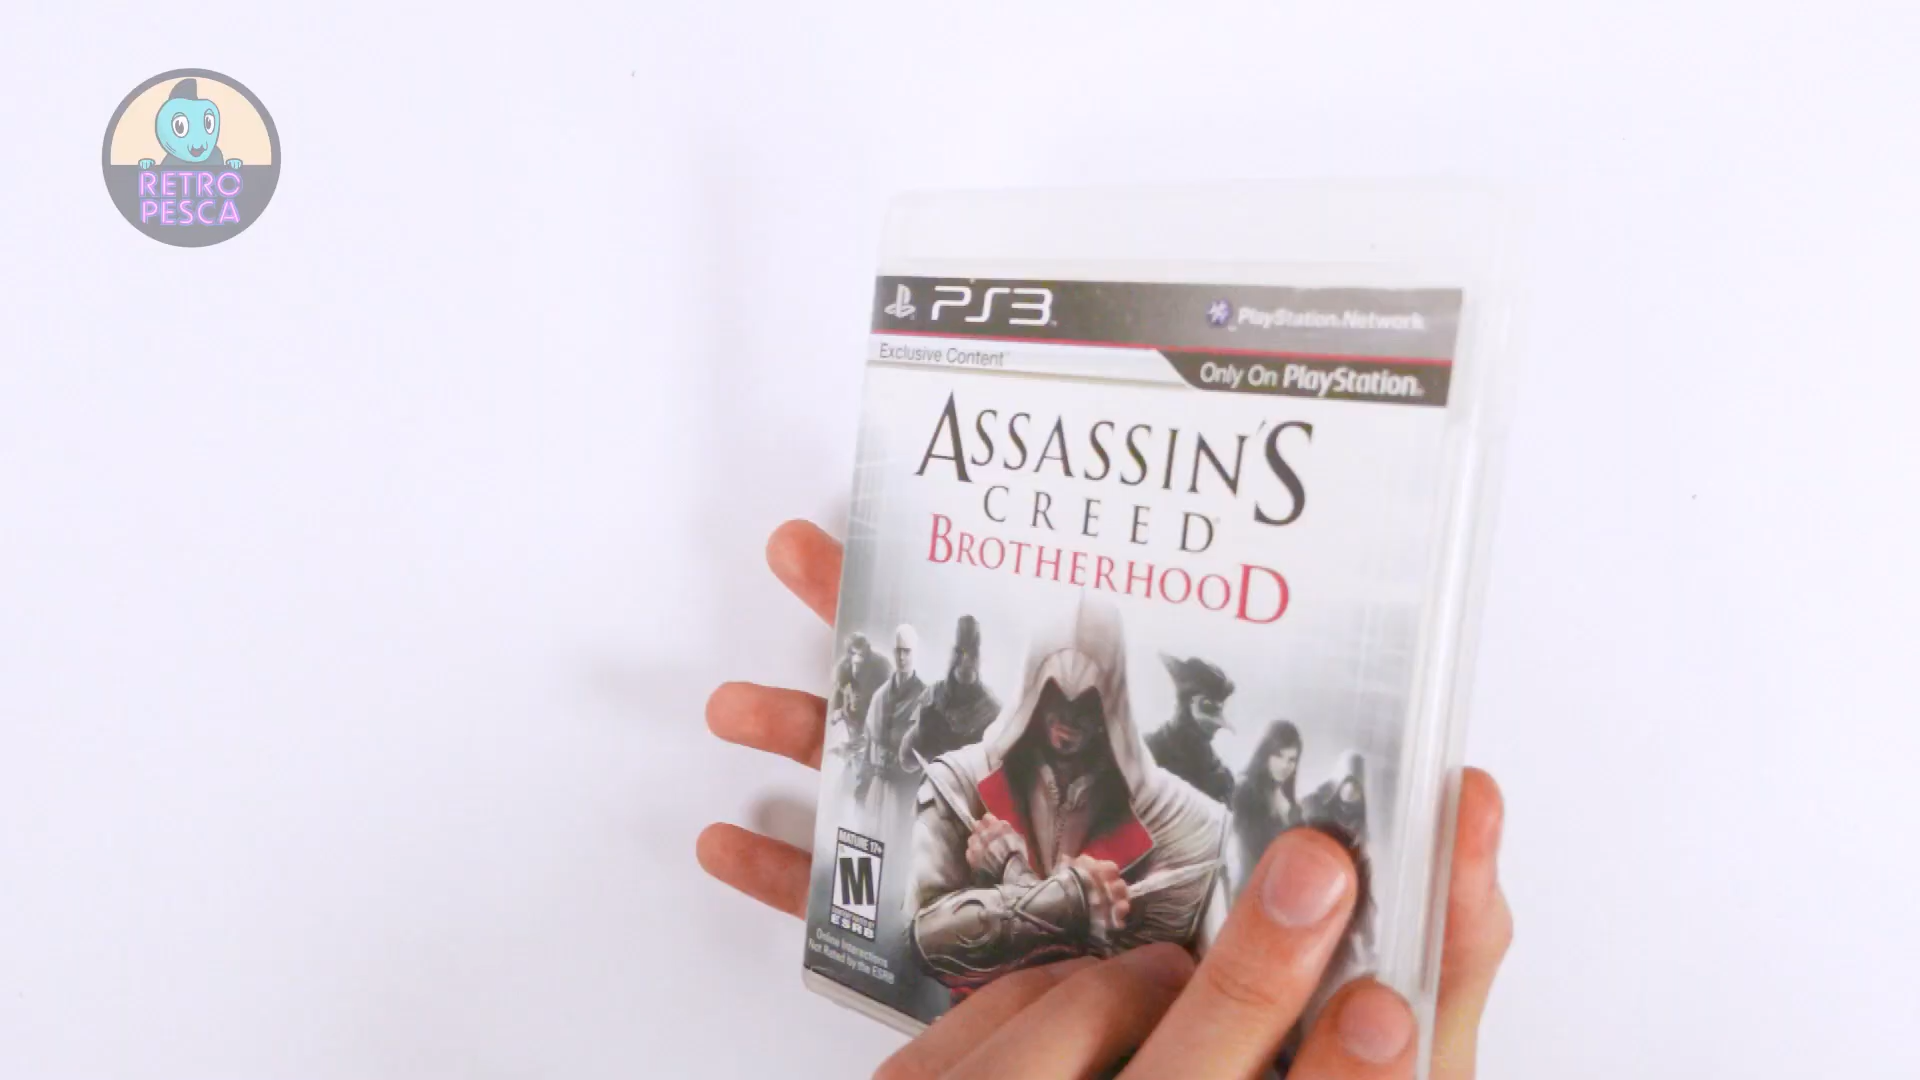 RETRO
PESCA
PS3
PlayStation Network
Exclusive Content
Only On PlayStation
ASSASSIN'S
CREED
BROTHERHOOD
MATURE 17+
M
ESRB
Online Interactions
Not Rated by the ESRB